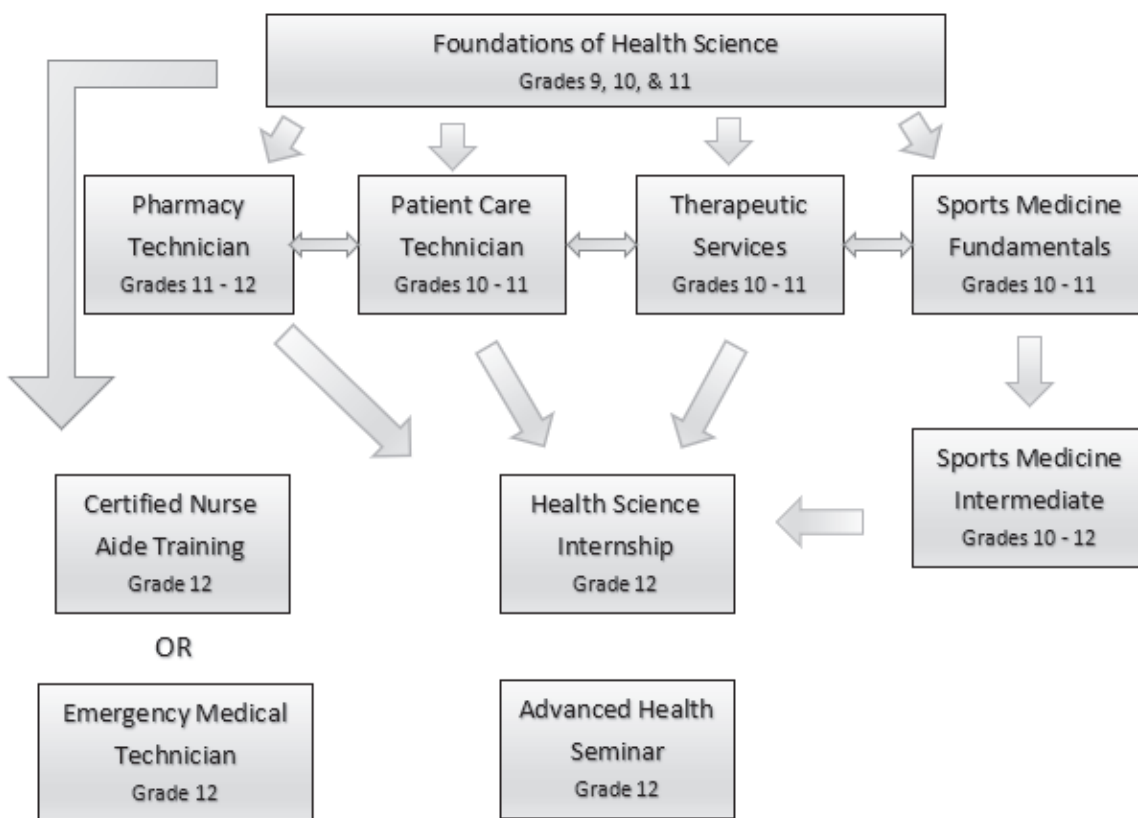 Foundations of Health Science
Grades 9, 10, & 11
Pharmacy
Technician
Grades 11 - 12
Patient Care
Technician
Grades 10 - 11
Therapeutic
Services
Grades 10 - 11
Sports Medicine
Fundamentals
Grades 10 - 11
Certified Nurse
Aide Training
Grade 12
OR
Emergency Medical
Technician
Grade 12
Health Science
Internship
Grade 12
Sports Medicine
Intermediate
Grades 10 - 12
Advanced Health
Seminar
Grade 12